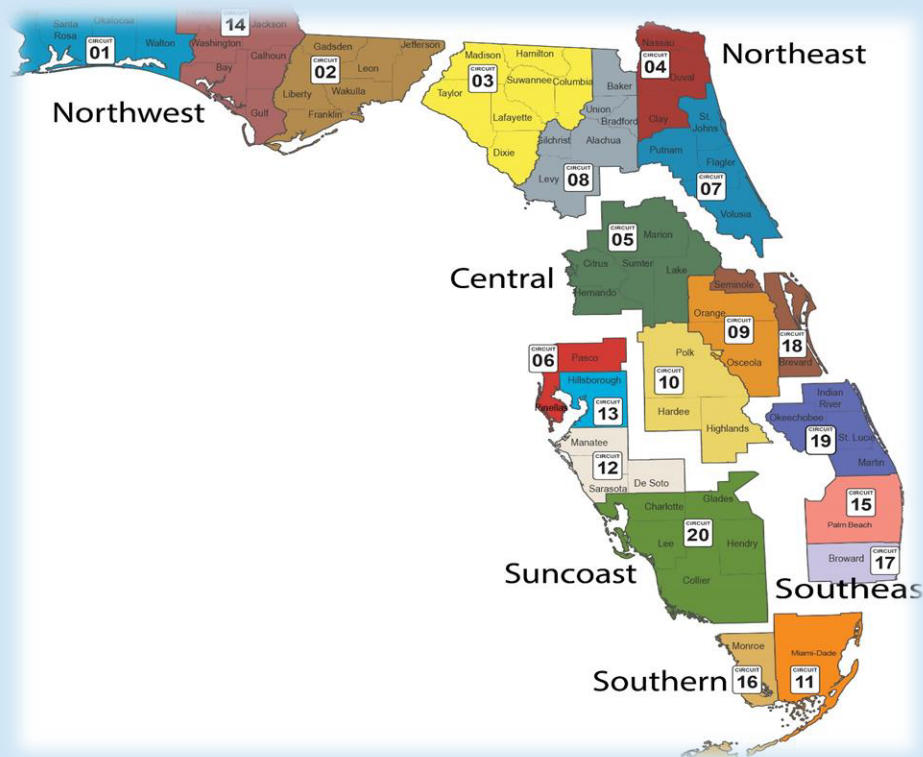 Okaloosa
Santa
Rosa
CIRCUIT
01
Walton
CIRCUIT
14
Jackson
Washington
Calhoun
Bay
Gulf
Northwest
Gadsden
Jefferson
CIRCUIT
02
Leon
Liberty
Wakulla
Franklin
Madison
Hamilton
CIRCUIT
03
Suwannee
Columbia
Taylor
Lafayette
Dixie
Baker
Union
Bradford
Gilchrist
Alachua
Levy
CIRCUIT
08
Nassau
CIRCUIT
04
Duval
Clay
Northeast
St.
Johns
Putnam
Flagler
CIRCUIT
07
Volusia
CIRCUIT
05
Marion
Citrus
Sumter
Lake
Hernando
Central
Seminole
Orange
CIRCUIT
09
Osceola
CIRCUIT
18
Brevard
CIRCUIT
06
Pasco
Pinellas
Hillsborough
CIRCUIT
13
Polk
CIRCUIT
10
Hardee
Highlands
Manatee
CIRCUIT
12
Sarasota
De Soto
Indian
River
Okeechobee
CIRCUIT
19
St. Lucie
Martin
CIRCUIT
15
Palm Beach
Broward
CIRCUIT
17
Charlotte
Glades
CIRCUIT
20
Lee
Hendry
Collier
Suncoast
Southeas
Monroe
CIRCUIT
16
Miami-Dade
CIRCUIT
11
Southern